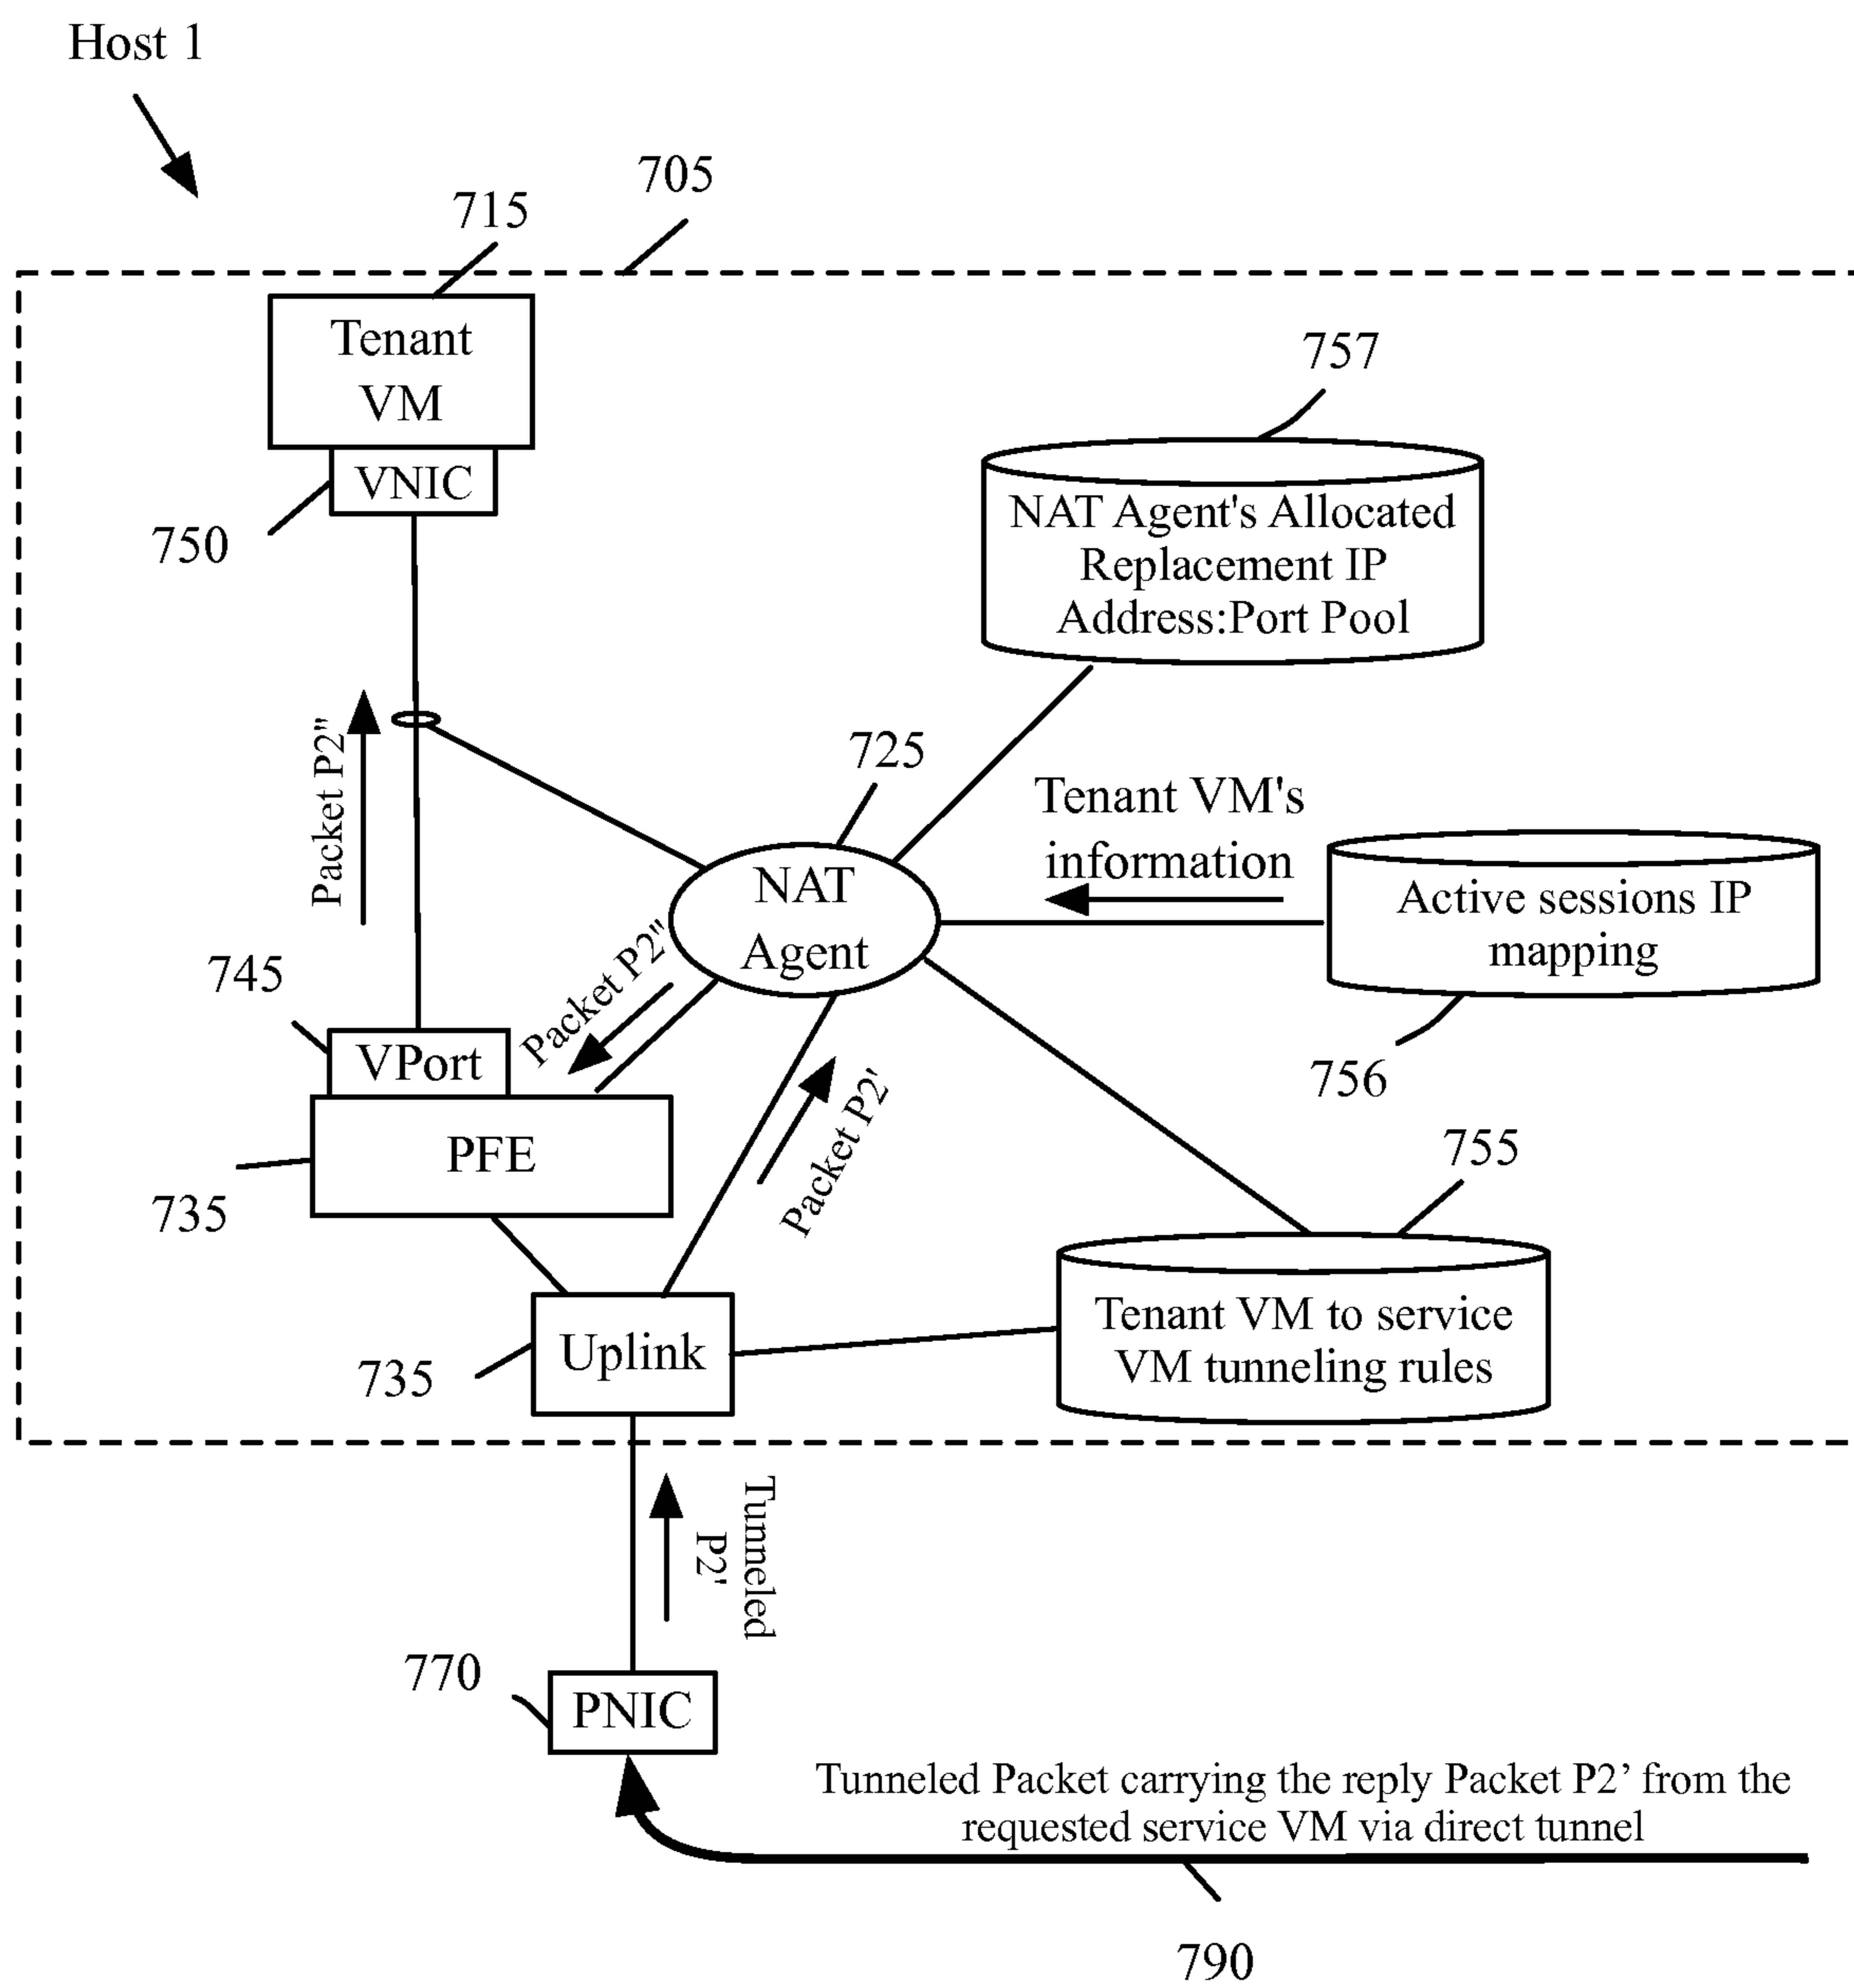 Host 1
705
715
Tenant
VM
VNIC
750
757
NAT Agent's Allocated
Replacement IP
Address:Port Pool
Packet P2"
725
NAT
Agent
Tenant VM's
information
Active sessions IP
mapping
756
745
VPort
Packet P2"
Packet P2'
PFE
735
755
Tenant VM to service
VM tunneling rules
Uplink
735
Tunneled
P2'
770
PNIC
Tunneled Packet carrying the reply Packet P2’ from the
requested service VM via direct tunnel
790